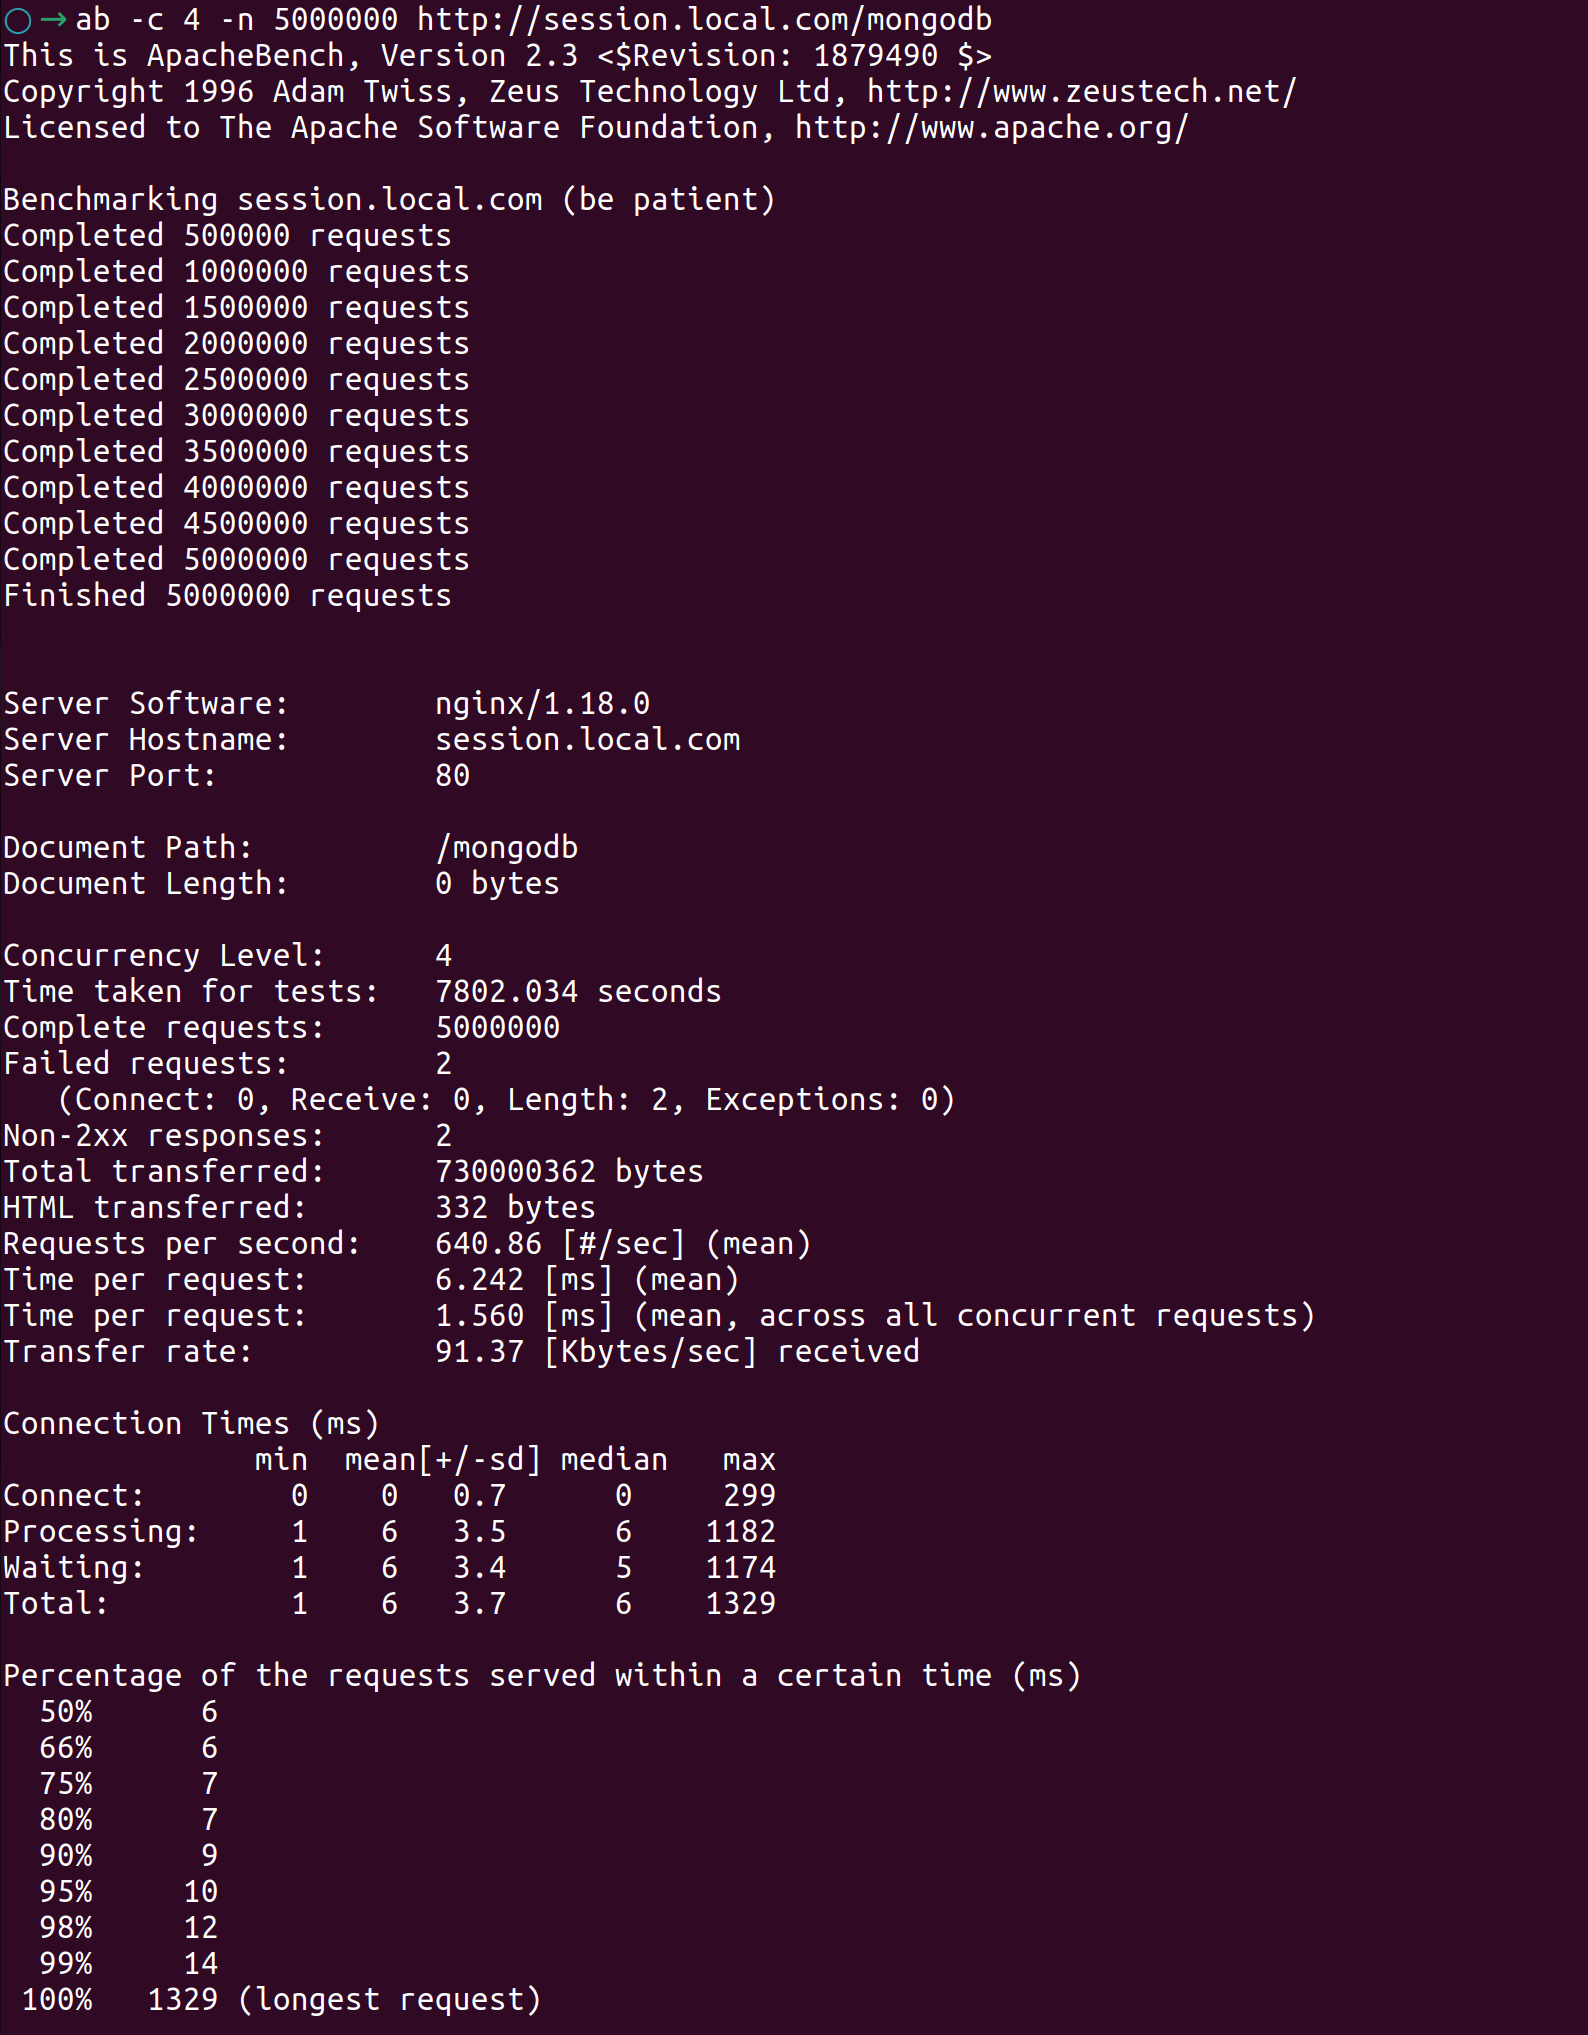 ○ → ab -c 4 -n 5000000 http://session.local.com/mongodb
This is ApacheBench, Version 2.3 <$Revision: 1879490 $>
Copyright 1996 Adam Twiss, Zeus Technology Ltd, http://www.zeustech.net/
Licensed to The Apache Software Foundation, http://www.apache.org/

Benchmarking session.local.com (be patient)
Completed 500000 requests
Completed 1000000 requests
Completed 1500000 requests
Completed 2000000 requests
Completed 2500000 requests
Completed 3000000 requests
Completed 3500000 requests
Completed 4000000 requests
Completed 4500000 requests
Completed 5000000 requests
Finished 5000000 requests


Server Software:        nginx/1.18.0
Server Hostname:        session.local.com
Server Port:            80

Document Path:          /mongodb
Document Length:        0 bytes

Concurrency Level:      4
Time taken for tests:   7802.034 seconds
Complete requests:      5000000
Failed requests:        2
   (Connect: 0, Receive: 0, Length: 2, Exceptions: 0)
Non-2xx responses:      2
Total transferred:      730000362 bytes
HTML transferred:       332 bytes
Requests per second:    640.86 [#/sec] (mean)
Time per request:       6.242 [ms] (mean)
Time per request:       1.560 [ms] (mean, across all concurrent requests)
Transfer rate:          91.37 [Kbytes/sec] received

Connection Times (ms)
              min  mean[+/-sd] median   max
Connect:        0    0   0.7      0     299
Processing:     1    6   3.5      6    1182
Waiting:        1    6   3.4      5    1174
Total:          1    6   3.7      6    1329

Percentage of the requests served within a certain time (ms)
  50%      6
  66%      6
  75%      7
  80%      7
  90%      9
  95%     10
  98%     12
  99%     14
 100%   1329 (longest request)